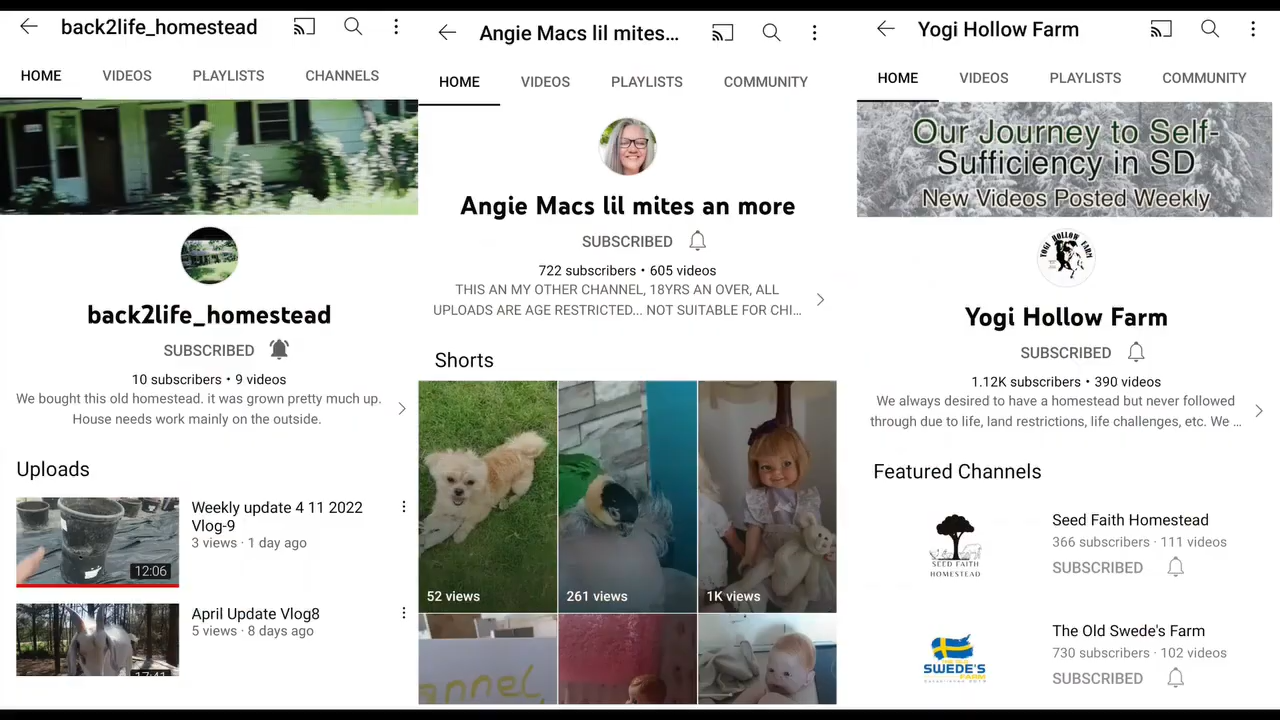 back2life_homestead
HOME
VIDEOS
PLAYLISTS
CHANNELS
back2life_homestead
SUBSCRIBED
10 subscribers • 9 videos
We bought this old homestead. it was grown pretty much up.
House needs work mainly on the outside.
Uploads
Weekly update 4 11 2022
Vlog-9
3 views · 1 day ago
12:06
April Update Vlog8
5 views · 8 days ago
17:41
Angie Macs lil mites...
HOME
VIDEOS
PLAYLISTS
COMMUNITY
Angie Macs lil mites an more
SUBSCRIBED
722 subscribers • 605 videos
THIS AN MY OTHER CHANNEL, 18YRS AN OVER, ALL
UPLOADS ARE AGE RESTRICTED... NOT SUITABLE FOR CHI...
Shorts
52 views
261 views
1K views
Yogi Hollow Farm
HOME
VIDEOS
PLAYLISTS
COMMUNITY
Our Journey to Self-
Sufficiency in SD
New Videos Posted Weekly
YOGI HOLLOW FARM
Yogi Hollow Farm
SUBSCRIBED
1.12K subscribers • 390 videos
We always desired to have a homestead but never followed
through due to life, land restrictions, life challenges, etc. We ...
Featured Channels
SEED FAITH
HOMESTEAD
Seed Faith Homestead
366 subscribers · 111 videos
SUBSCRIBED
THE OLD
SWEDE'S
FARM
The Old Swede's Farm
730 subscribers · 102 videos
SUBSCRIBED